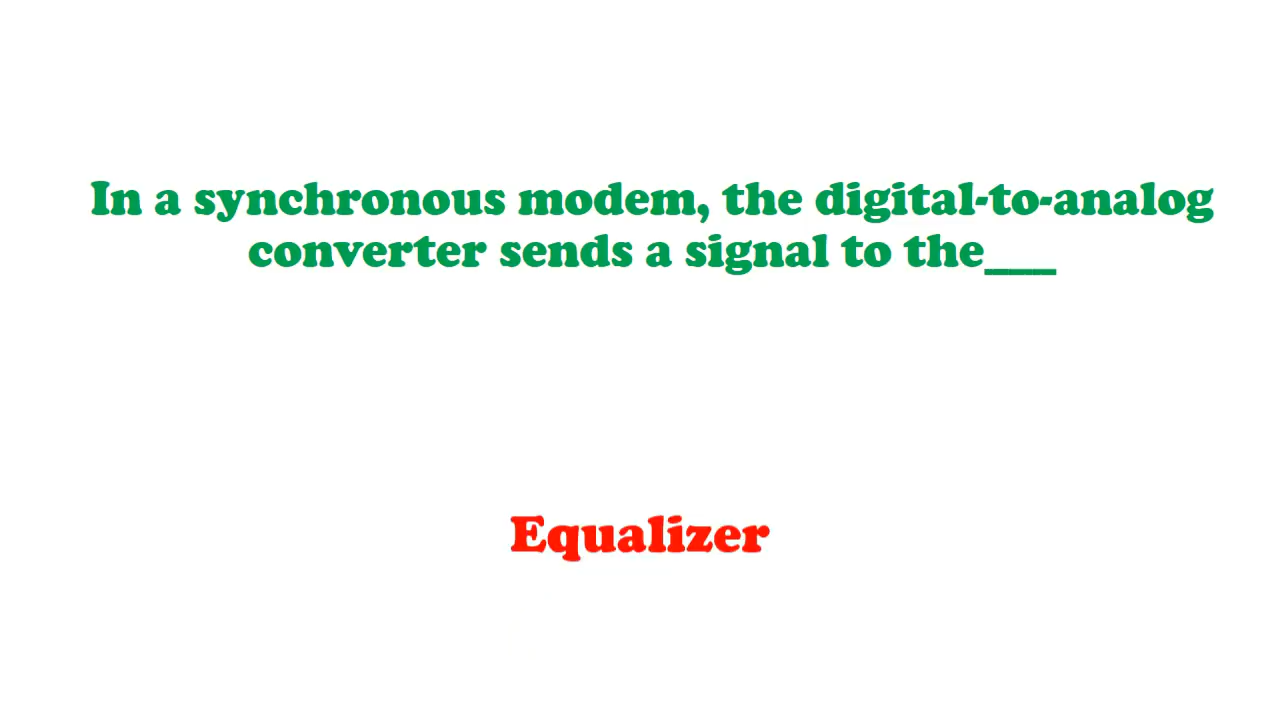 In a synchronous modem, the digital-to-analog
converter sends a signal to the___
Equalizer